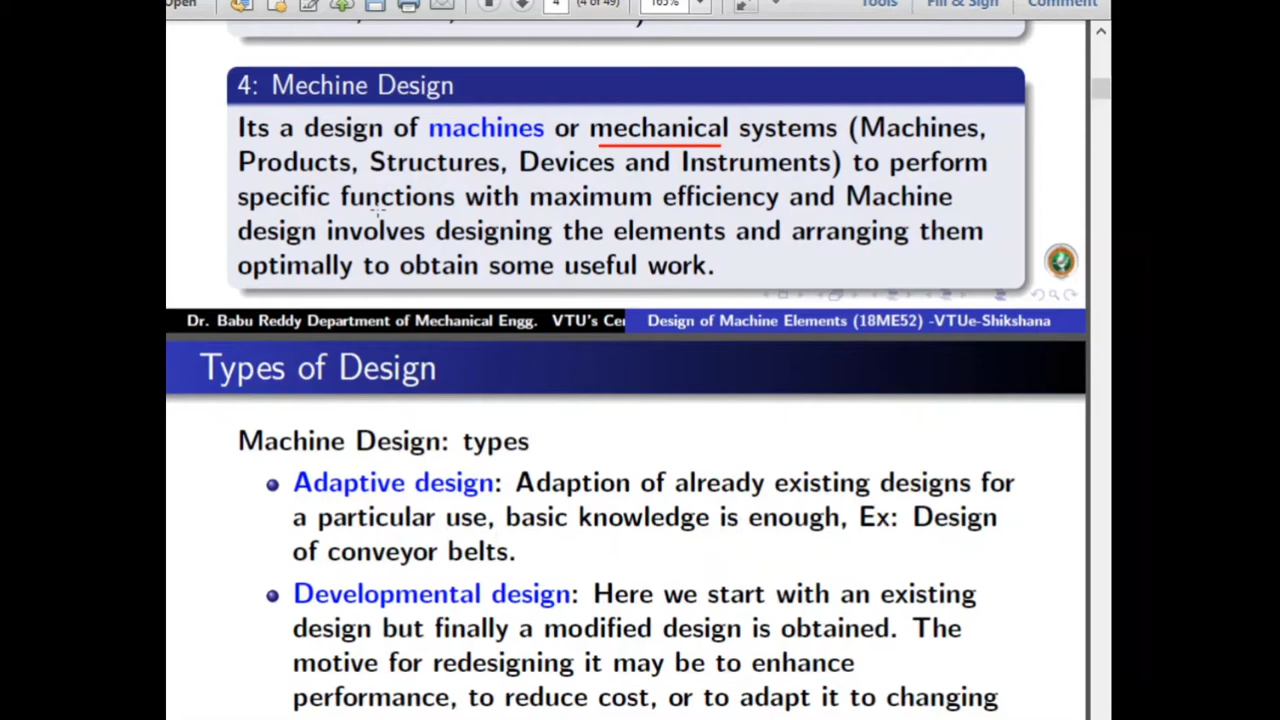 Open
4
(4 of 49)
165%
Tools
Fill & Sign
Comment
4: Mechine Design
Its a design of machines or mechanical systems (Machines,
Products, Structures, Devices and Instruments) to perform
specific functions with maximum efficiency and Machine
design involves designing the elements and arranging them
optimally to obtain some useful work.
Dr. Babu Reddy Department of Mechanical Engg. VTU's Cen
Design of Machine Elements (18ME52) -VTUe-Shikshana
Types of Design
Machine Design: types
Adaptive design: Adaption of already existing designs for
a particular use, basic knowledge is enough, Ex: Design
of conveyor belts.
Developmental design: Here we start with an existing
design but finally a modified design is obtained. The
motive for redesigning it may be to enhance
performance, to reduce cost, or to adapt it to changing